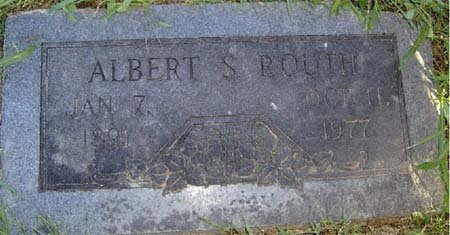 ALBERT S ROUTH
JAN 7, OCT 11,
1891 1977